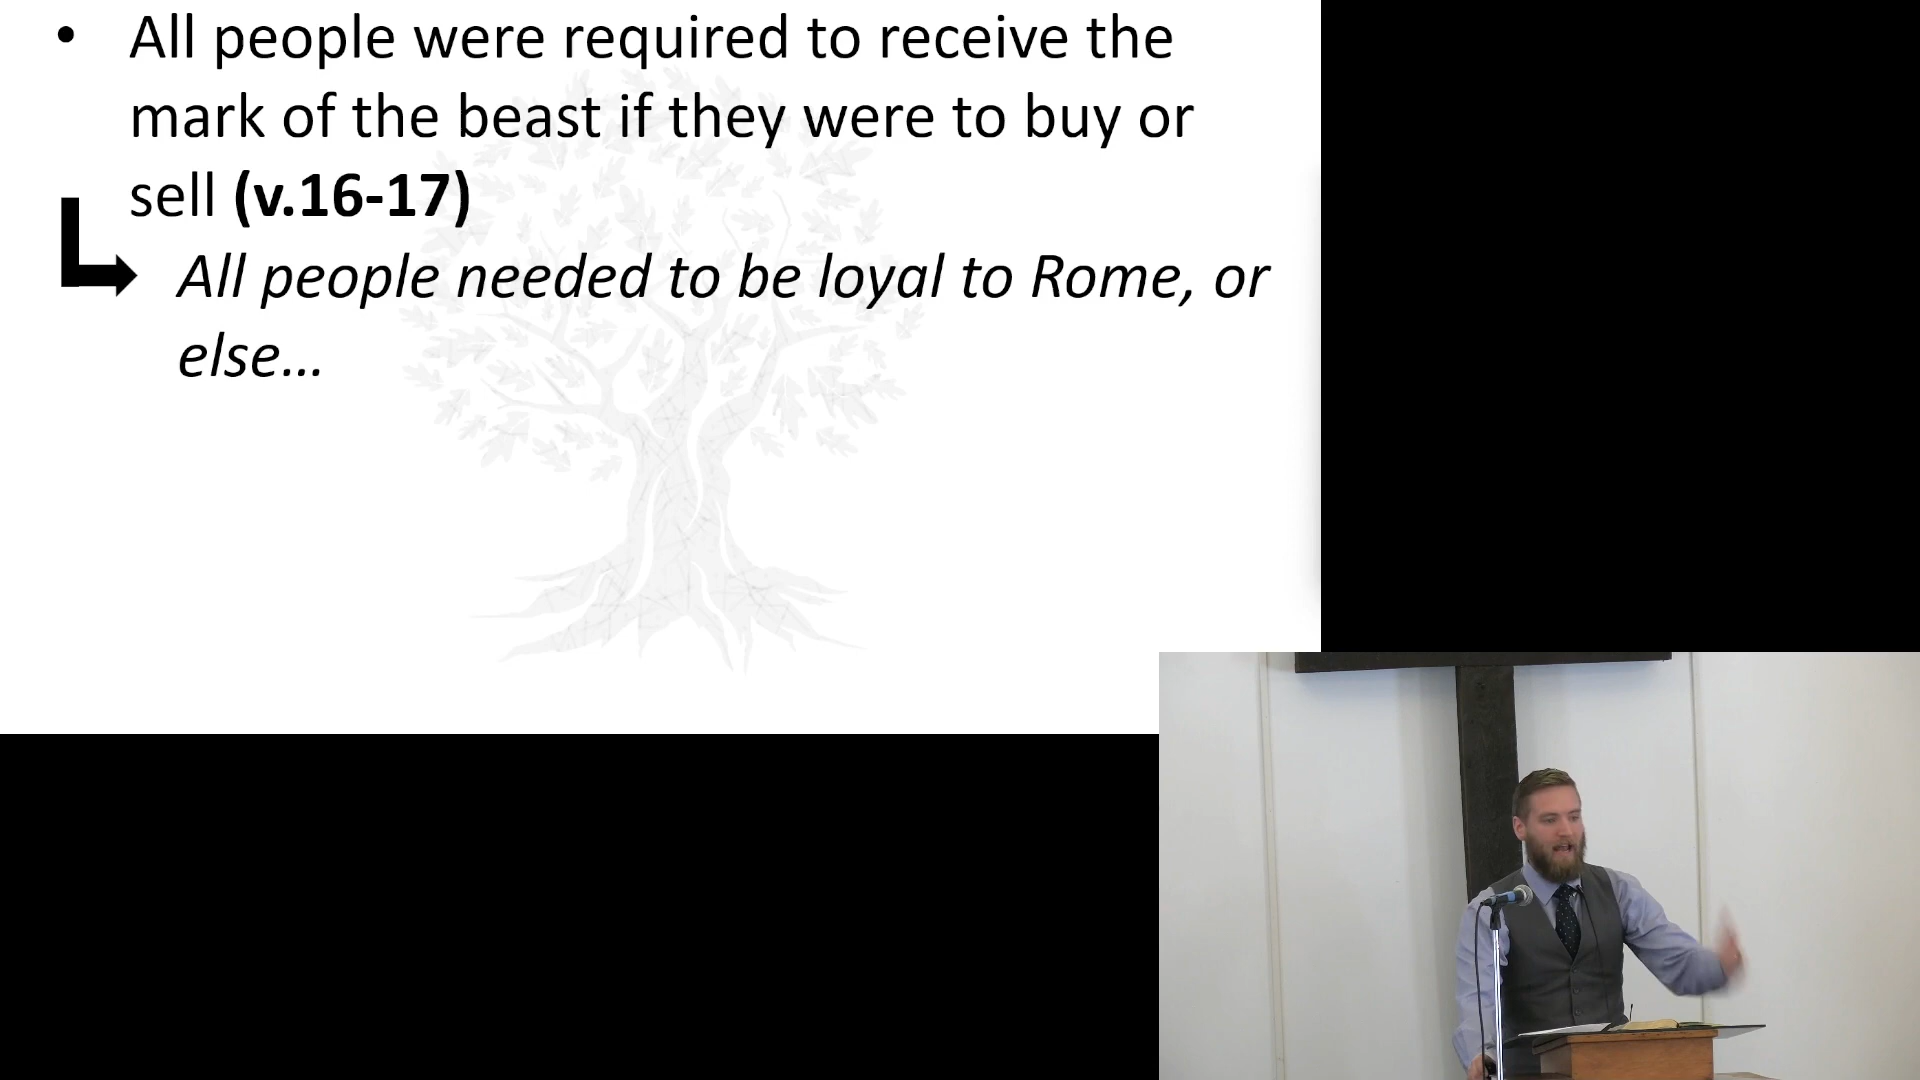 • All people were required to receive the
mark of the beast if they were to buy or
sell (v.16-17)
All people needed to be loyal to Rome, or
else...